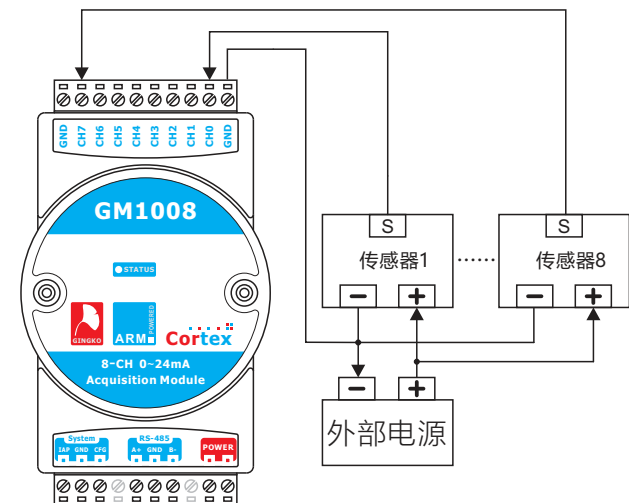 GND CH7 CH6 CH5 CH4 CH3 CH2 CH1 CH0 GND
GM1008
STATUS
GINGKO
ARM POWERED
Cortex
8-CH 0~24mA
Acquisition Module
System RS-485 POWER
IAP GND CFG A+ GND B-
S S
传感器1 …… 传感器8
− + − +
− +
外部电源